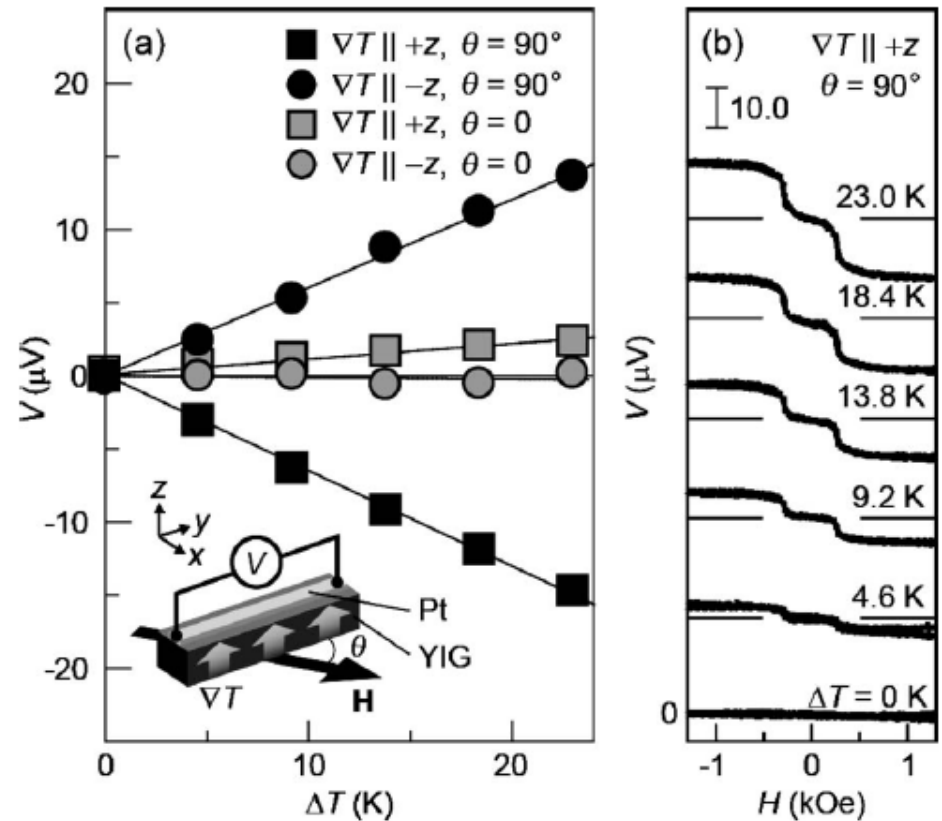 (a)
∇T || +z, θ = 90°
∇T || −z, θ = 90°
∇T || +z, θ = 0
∇T || −z, θ = 0
20
10
0
-10
-20
V (μV)
z
y
x
V
Pt
YIG
θ
∇T
H
0
10
20
ΔT (K)
(b)
∇T || +z
θ = 90°
10.0
23.0 K
18.4 K
13.8 K
9.2 K
4.6 K
ΔT = 0 K
V (μV)
0
-1
0
1
H (kOe)